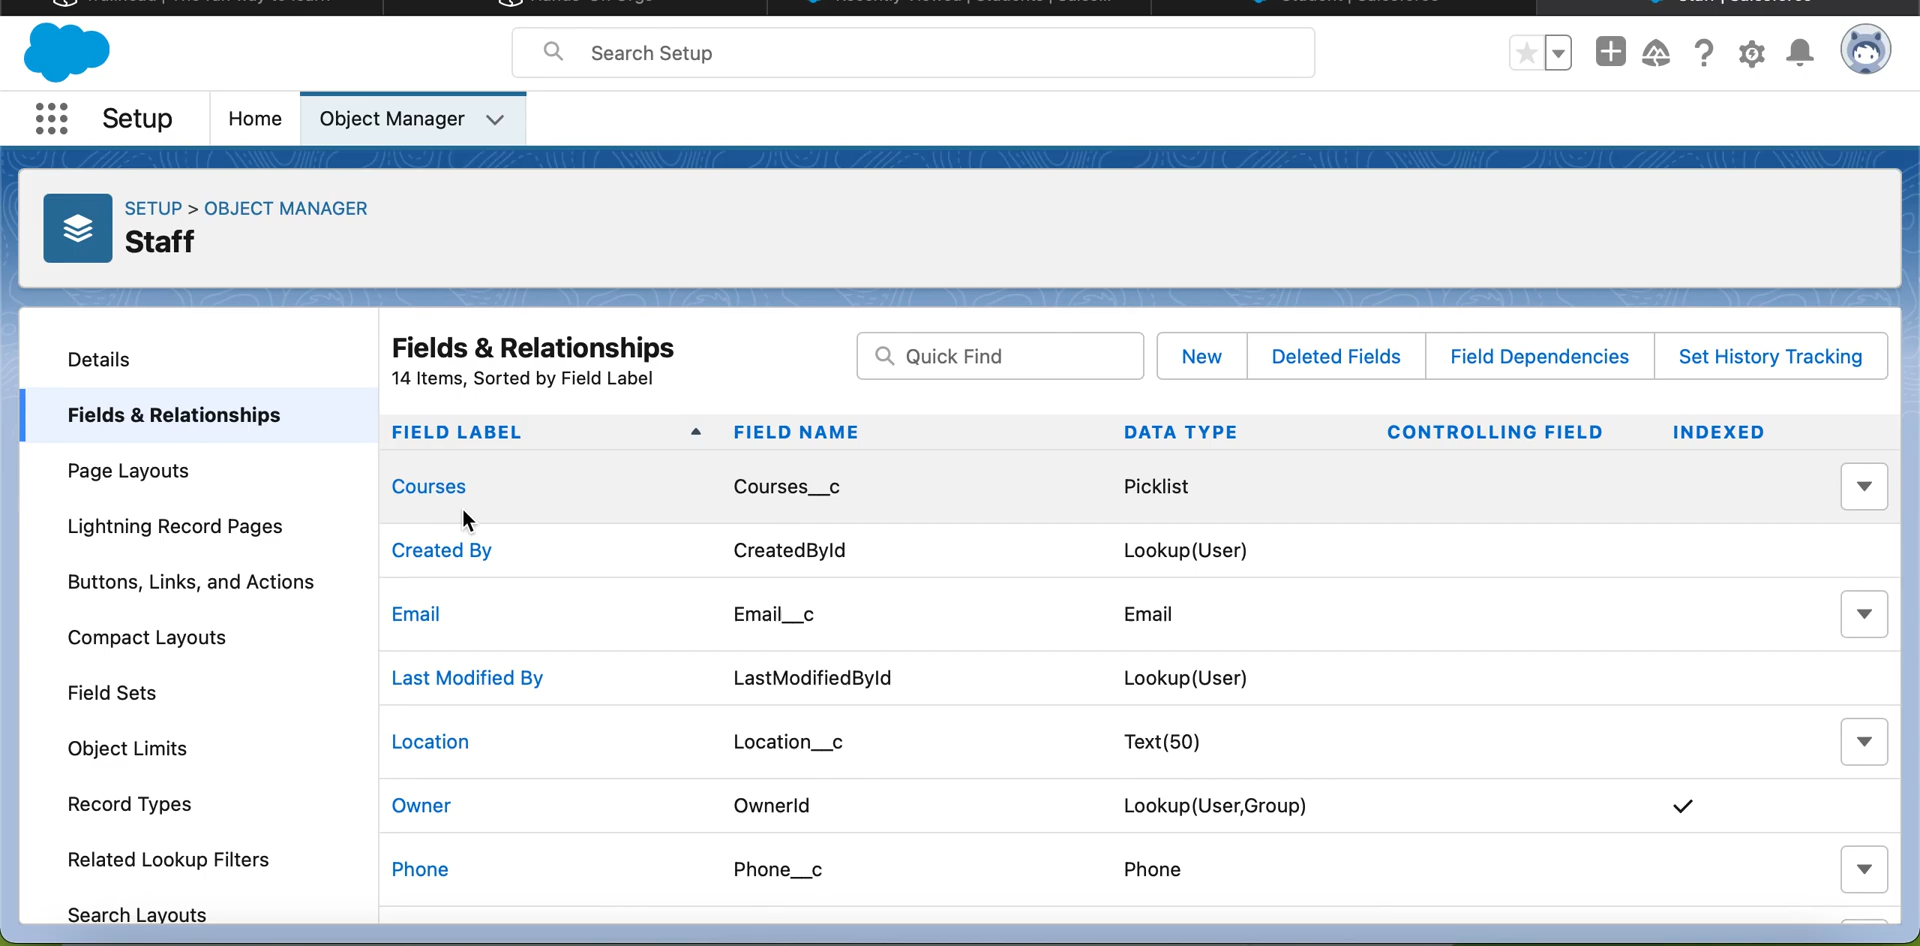 Search Setup
Setup
Home
Object Manager
SETUP > OBJECT MANAGER
Staff
Details
Fields & Relationships
Page Layouts
Lightning Record Pages
Buttons, Links, and Actions
Compact Layouts
Field Sets
Object Limits
Record Types
Related Lookup Filters
Search Layouts
Fields & Relationships
14 Items, Sorted by Field Label
Quick Find
New
Deleted Fields
Field Dependencies
Set History Tracking
FIELD LABEL FIELD NAME DATA TYPE CONTROLLING FIELD INDEXED
Courses Courses__c Picklist
Created By CreatedById Lookup(User)
Email Email__c Email
Last Modified By LastModifiedById Lookup(User)
Location Location__c Text(50)
Owner OwnerId Lookup(User,Group)
Phone Phone__c Phone